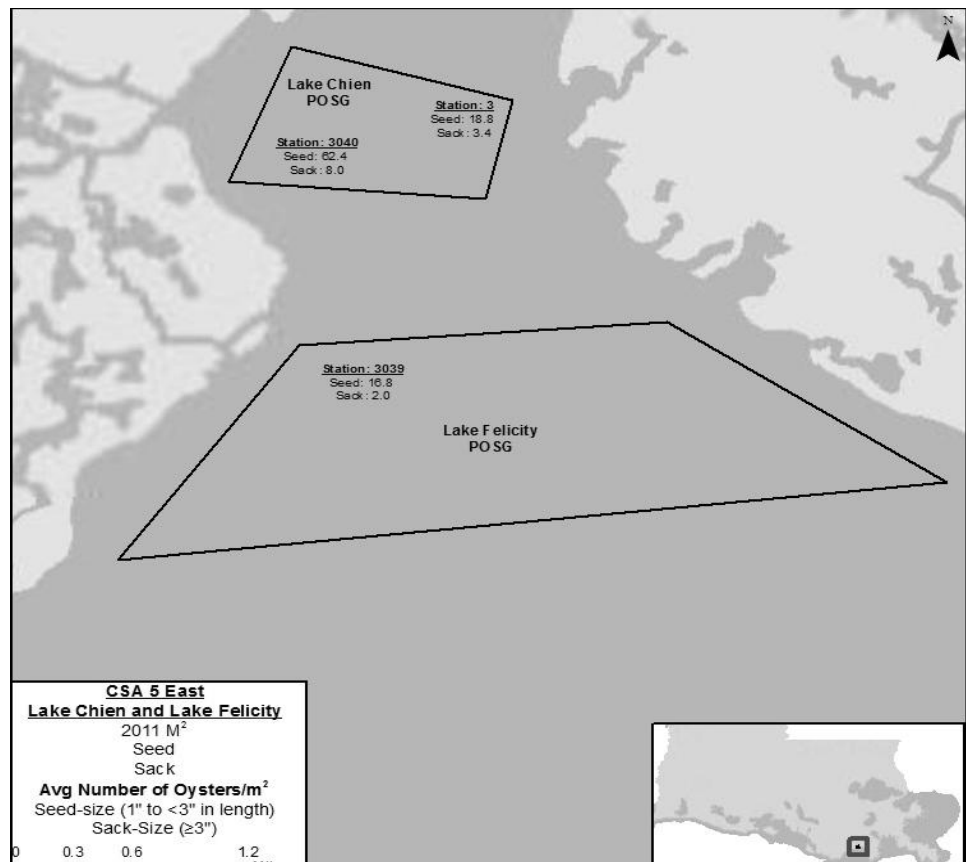 N
Lake Chien
POSG
Station: 3
Seed: 18.8
Sack: 3.4
Station: 3040
Seed: 62.4
Sack: 8.0
Station: 3039
Seed: 16.8
Sack: 2.0
Lake Felicity
POSG
CSA 5 East
Lake Chien and Lake Felicity
2011 M²
Seed
Sack
Avg Number of Oysters/m²
Seed-size (1" to <3" in length)
Sack-Size (≥3")
0 0.3 0.6 1.2